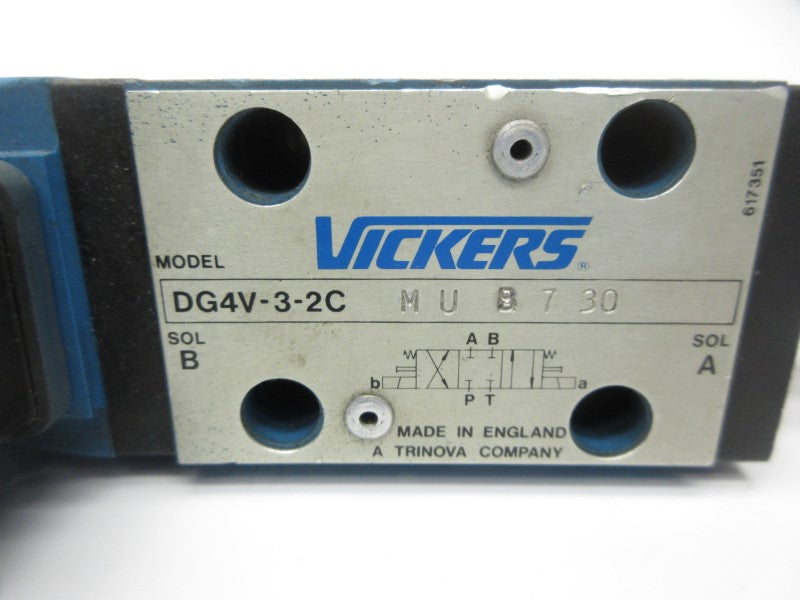 617351
VICKERS®
MODEL
DG4V-3-2C M U B 7 30
SOL B
SOL A
A B
b
a
P T
MADE IN ENGLAND
A TRINOVA COMPANY